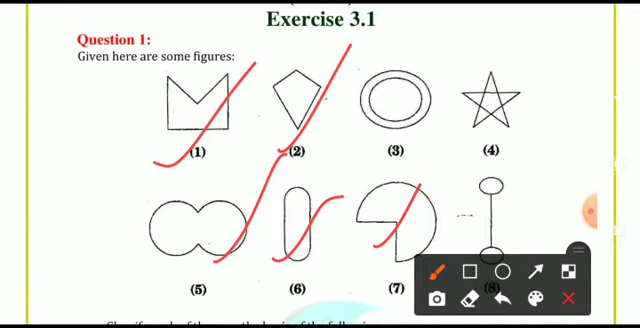 Exercise 3.1
Question 1:
Given here are some figures:
(1) (2) (3) (4)
(5) (6) (7) (8)